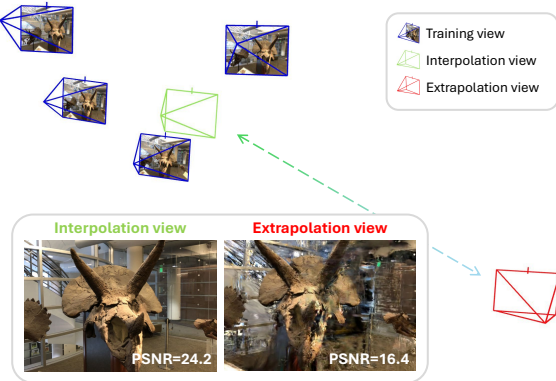 Training view
Interpolation view
Extrapolation view
Interpolation view
Extrapolation view
PSNR=24.2
PSNR=16.4